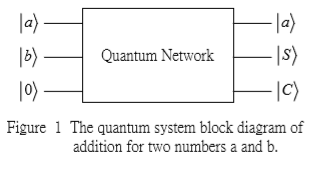 |a⟩ |a⟩
|b⟩ Quantum Network |S⟩
|0⟩ |C⟩
Figure 1 The quantum system block diagram of
addition for two numbers a and b.